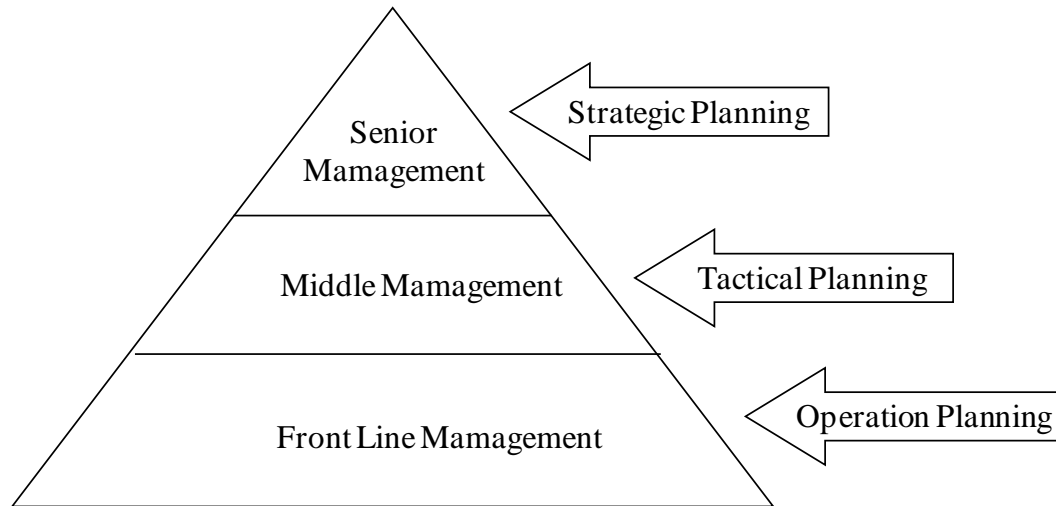 Strategic Planning
Senior
Mamagement
Middle Mamagement
Tactical Planning
Operation Planning
Front Line Mamagement